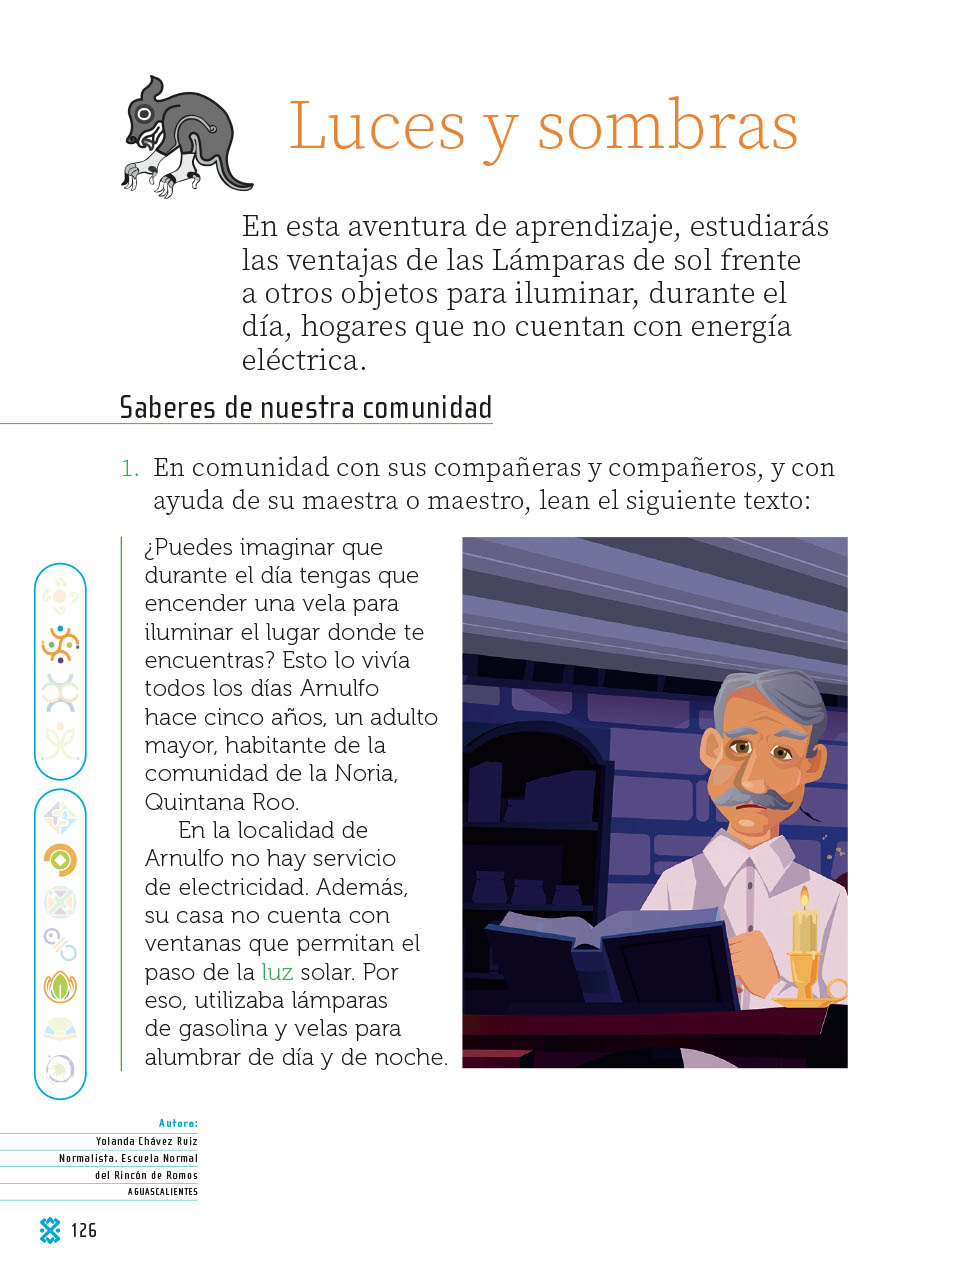 Luces y sombras
En esta aventura de aprendizaje, estudiarás
las ventajas de las Lámparas de sol frente
a otros objetos para iluminar, durante el
día, hogares que no cuentan con energía
eléctrica.
Saberes de nuestra comunidad
1. En comunidad con sus compañeras y compañeros, y con
ayuda de su maestra o maestro, lean el siguiente texto:
¿Puedes imaginar que
durante el día tengas que
encender una vela para
iluminar el lugar donde te
encuentras? Esto lo vivía
todos los días Arnulfo
hace cinco años, un adulto
mayor, habitante de la
comunidad de la Noria,
Quintana Roo.
En la localidad de
Arnulfo no hay servicio
de electricidad. Además,
su casa no cuenta con
ventanas que permitan el
paso de la luz solar. Por
eso, utilizaba lámparas
de gasolina y velas para
alumbrar de día y de noche.
Autora:
Yolanda Chávez Ruiz
Normalista. Escuela Normal
del Rincón de Romos
AGUASCALIENTES
126